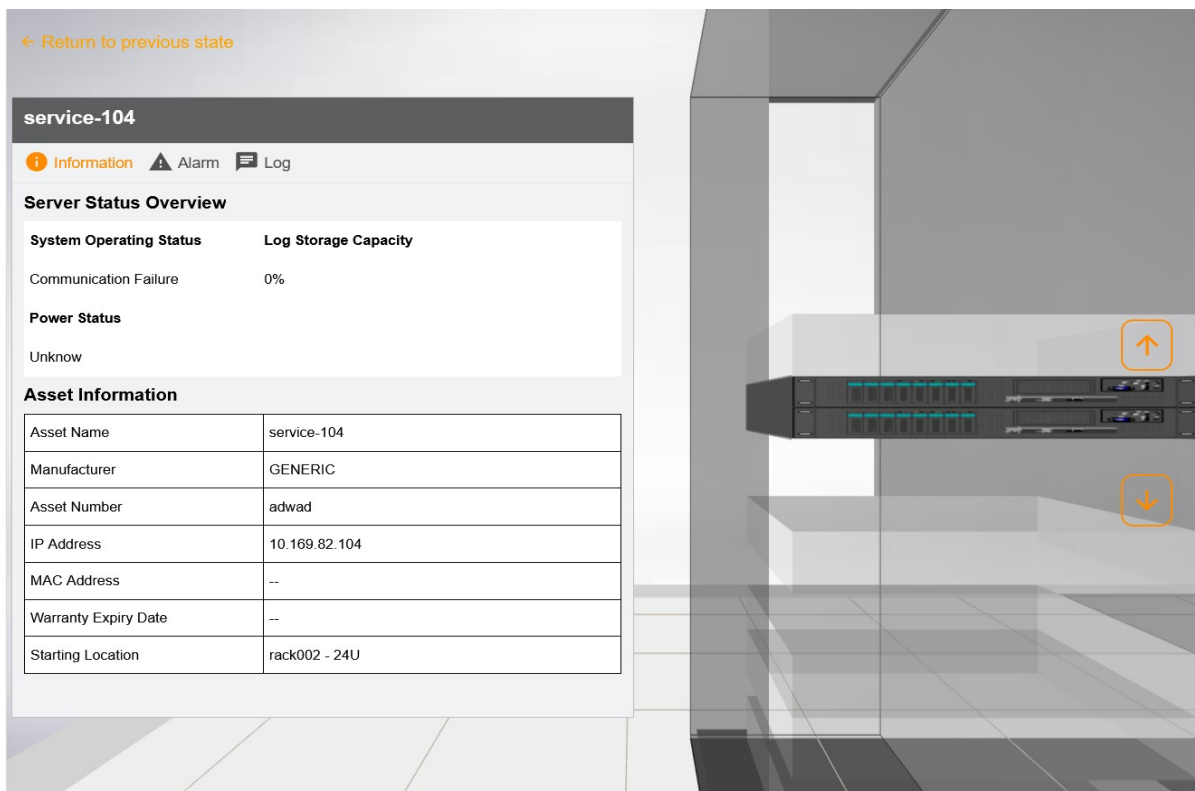 ← Return to previous state
service-104
Information Alarm Log
Server Status Overview
System Operating Status Log Storage Capacity
Communication Failure 0%
Power Status
Unknow
Asset Information
Asset Name service-104
Manufacturer GENERIC
Asset Number adwad
IP Address 10.169.82.104
MAC Address --
Warranty Expiry Date --
Starting Location rack002 - 24U